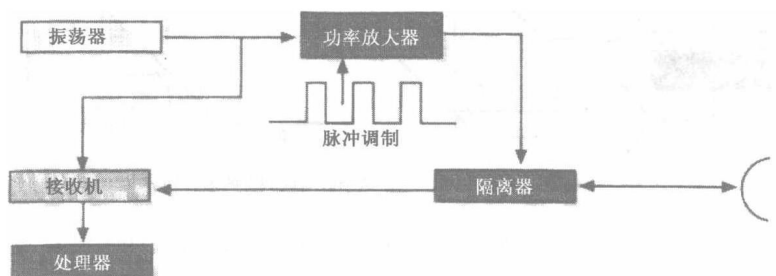 振荡器
功率放大器
脉冲调制
接收机
隔离器
处理器